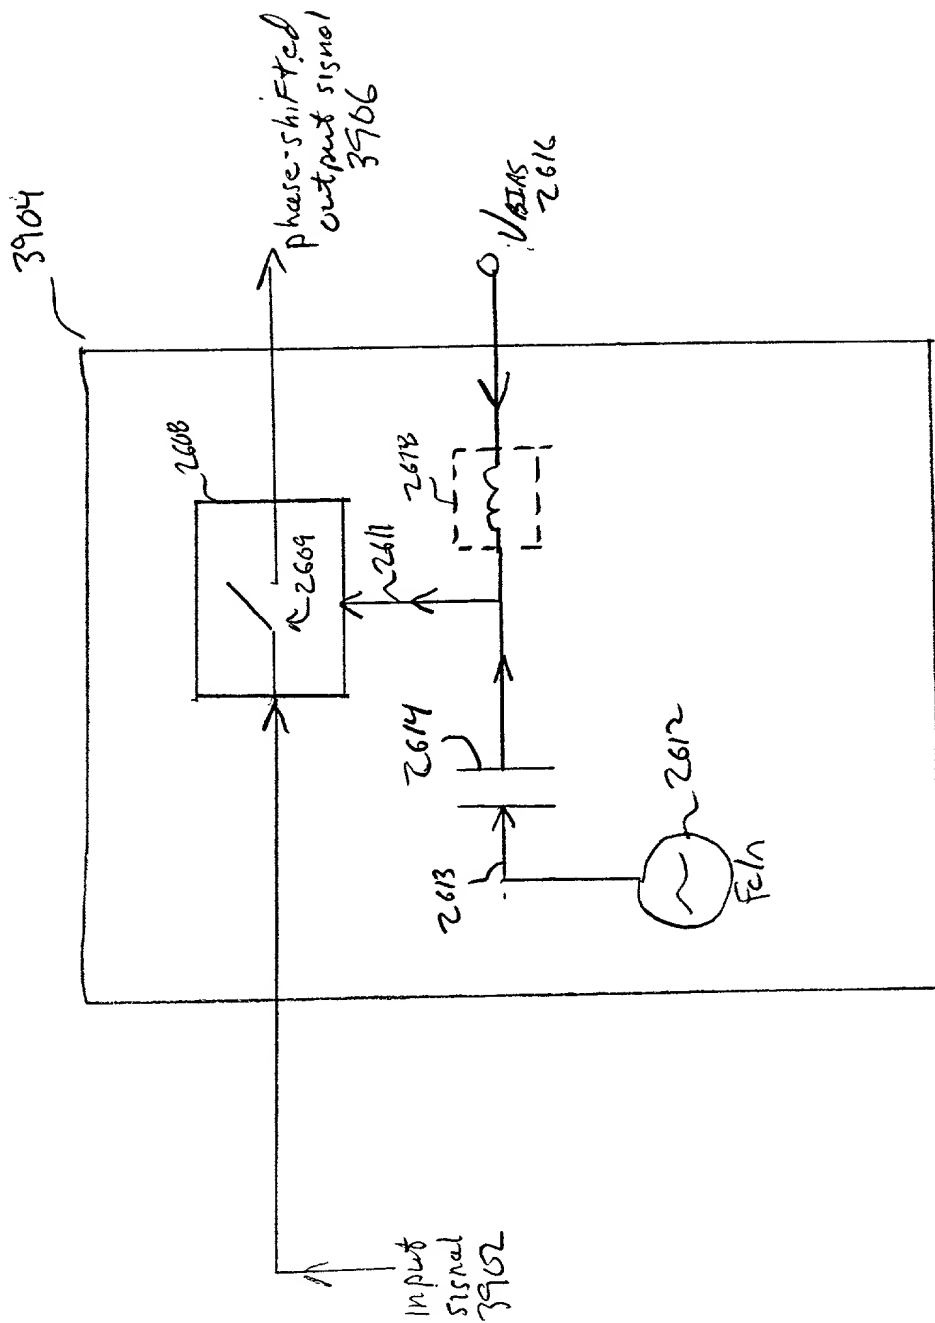 3904
phase-shifted
output signal
3906
2608
2609
2611
2618
VBIAS
2616
2614
2613
2612
Fc/n
Input
signal
3902